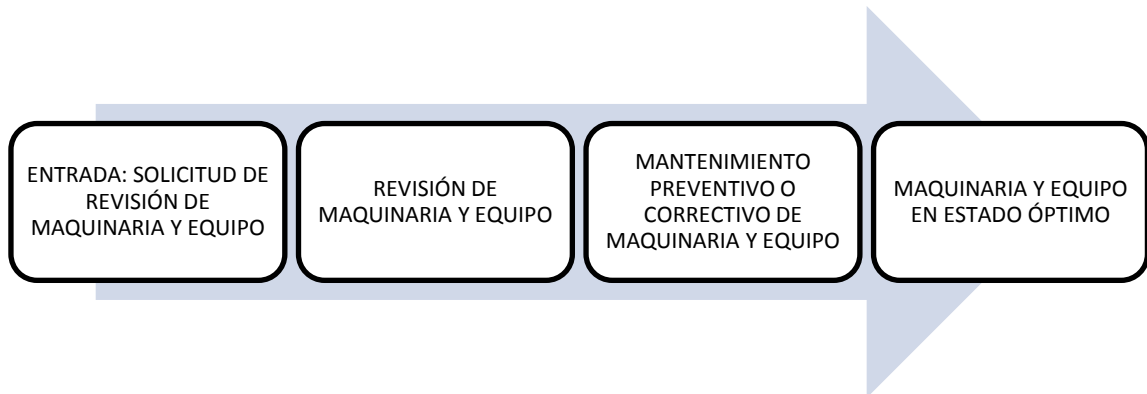 ENTRADA: SOLICITUD DE
REVISIÓN DE
MAQUINARIA Y EQUIPO
REVISIÓN DE
MAQUINARIA Y EQUIPO
MANTENIMIENTO
PREVENTIVO O
CORRECTIVO DE
MAQUINARIA Y EQUIPO
MAQUINARIA Y EQUIPO
EN ESTADO ÓPTIMO